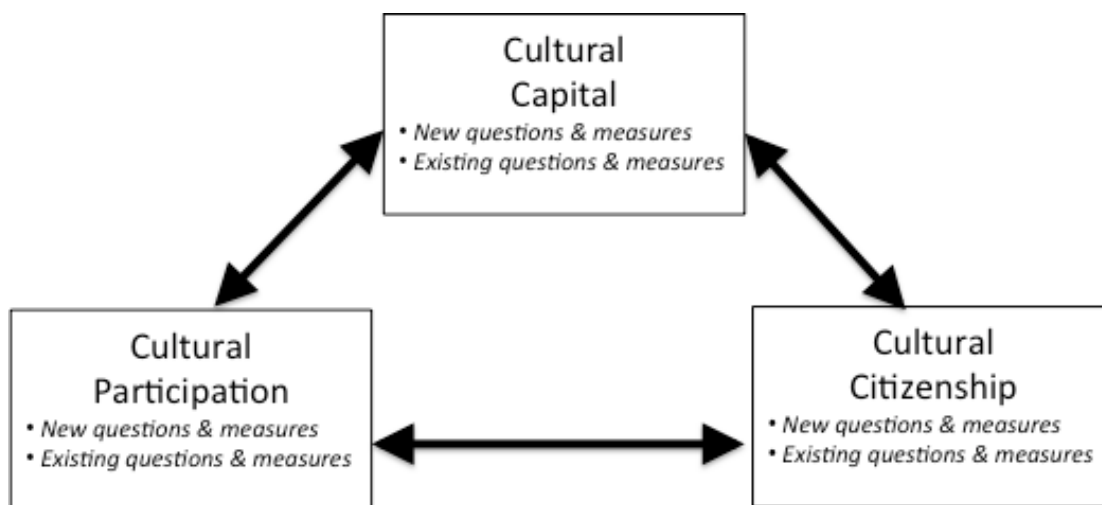 Cultural
Capital
• New questions & measures
• Existing questions & measures
Cultural
Participation
• New questions & measures
• Existing questions & measures
Cultural
Citizenship
• New questions & measures
• Existing questions & measures